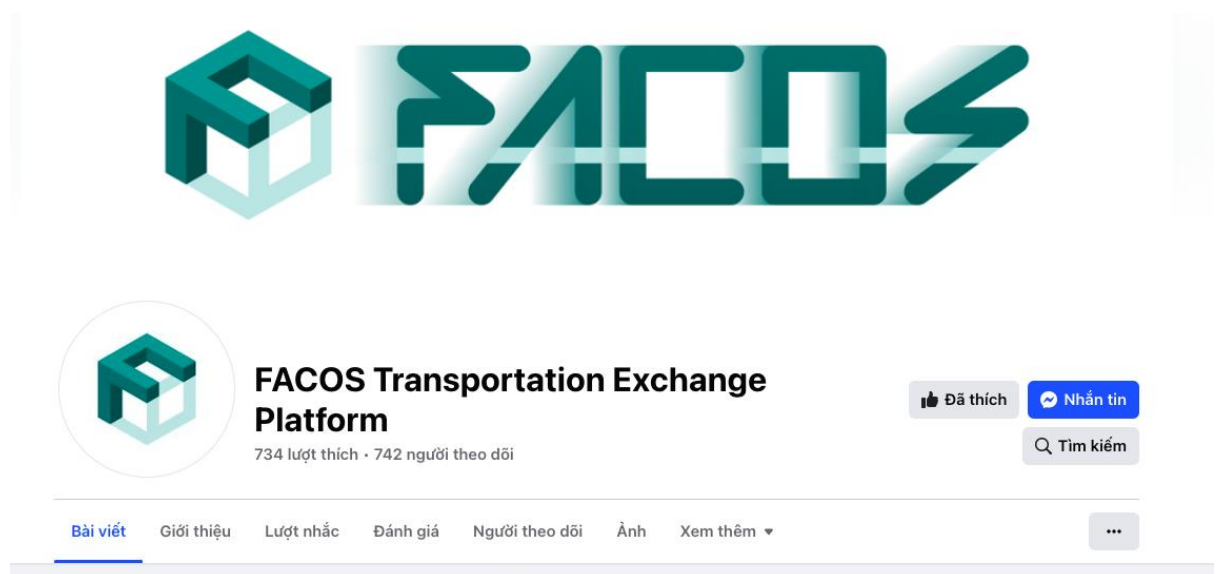 FACOS
FACOS Transportation Exchange
Platform
734 lượt thích • 742 người theo dõi
Đã thích
Nhắn tin
Tìm kiếm
Bài viết Giới thiệu Lượt nhắc Đánh giá Người theo dõi Ảnh Xem thêm